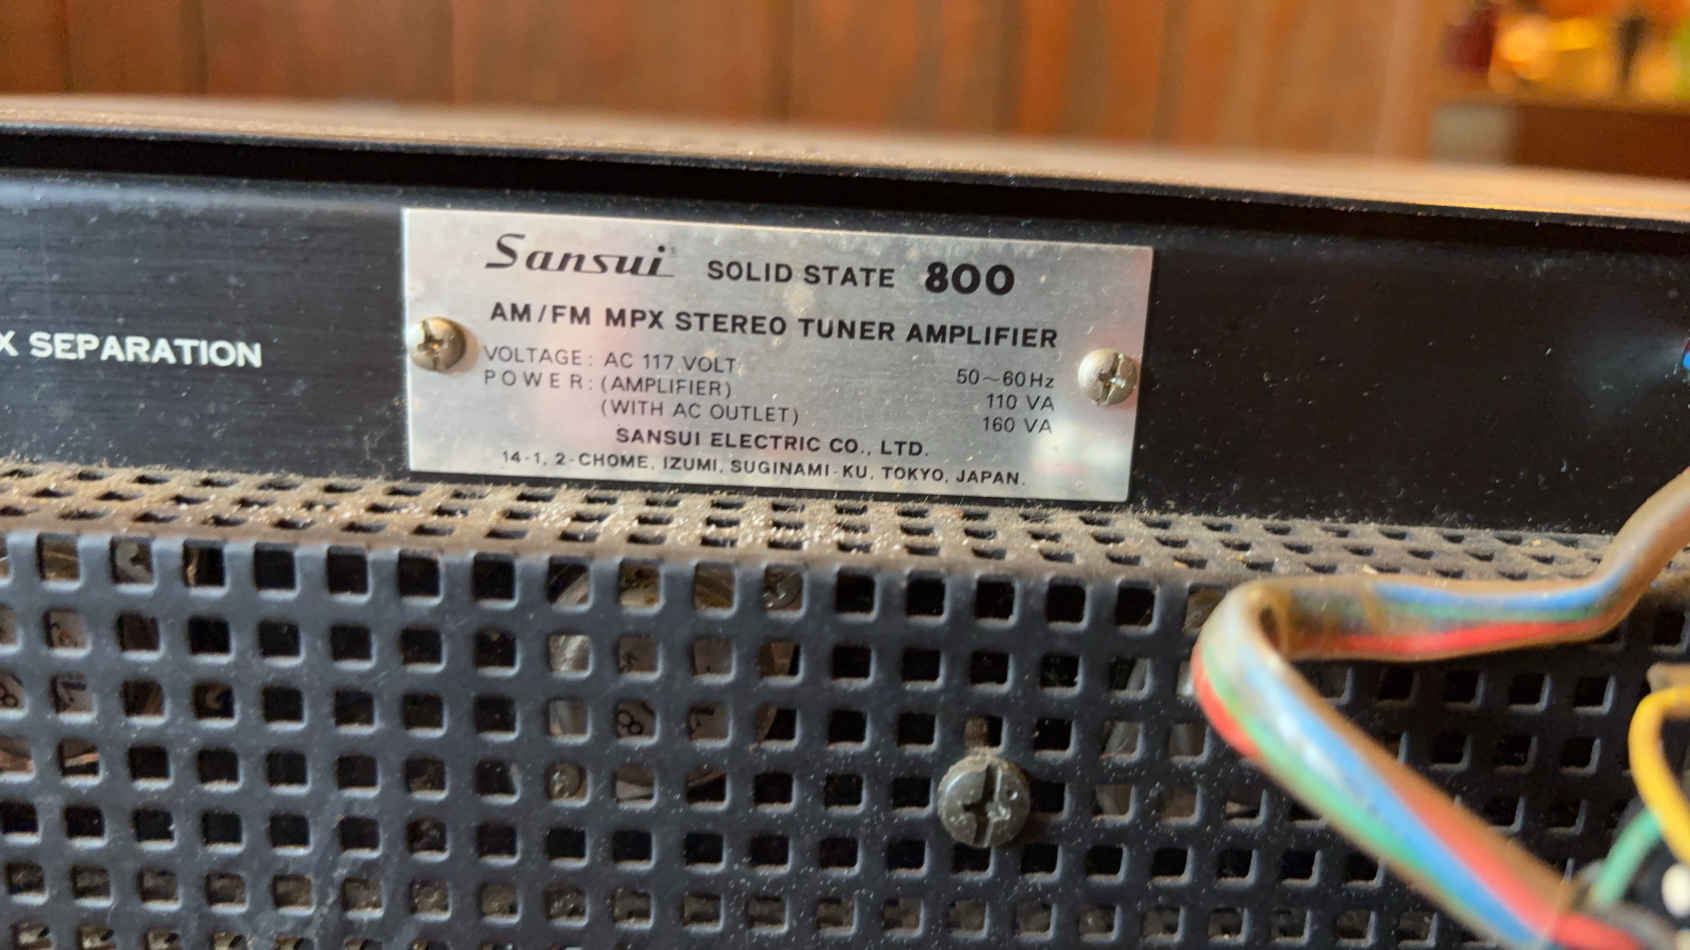 Sansui SOLID STATE 800
AM/FM MPX STEREO TUNER AMPLIFIER
VOLTAGE: AC 117 VOLT 50~60Hz
POWER: (AMPLIFIER) 110 VA
(WITH AC OUTLET) 160 VA
SANSUI ELECTRIC CO., LTD.
14-1, 2-CHOME, IZUMI, SUGINAMI-KU, TOKYO, JAPAN.
X SEPARATION